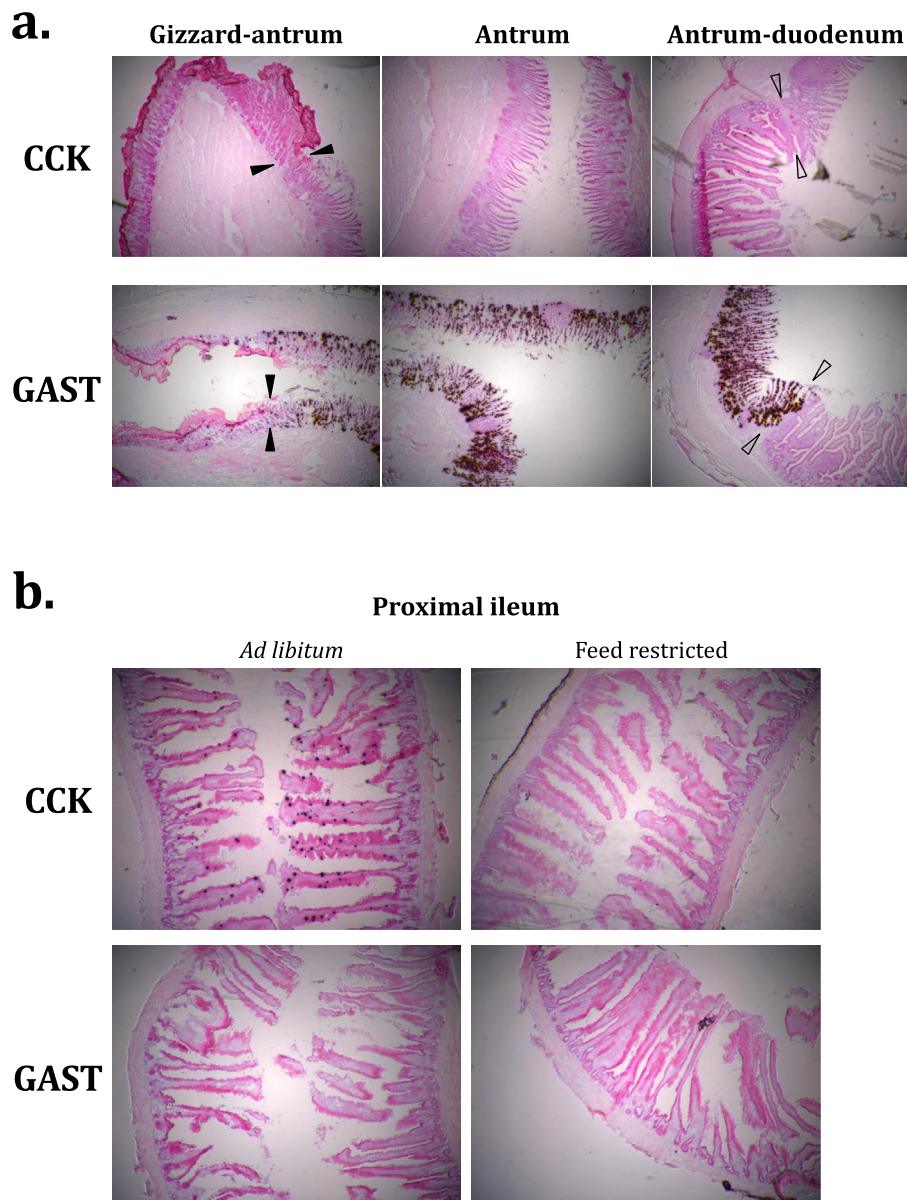 a.
Gizzard-antrum Antrum Antrum-duodenum
CCK
GAST
b.
Proximal ileum
Ad libitum Feed restricted
CCK
GAST